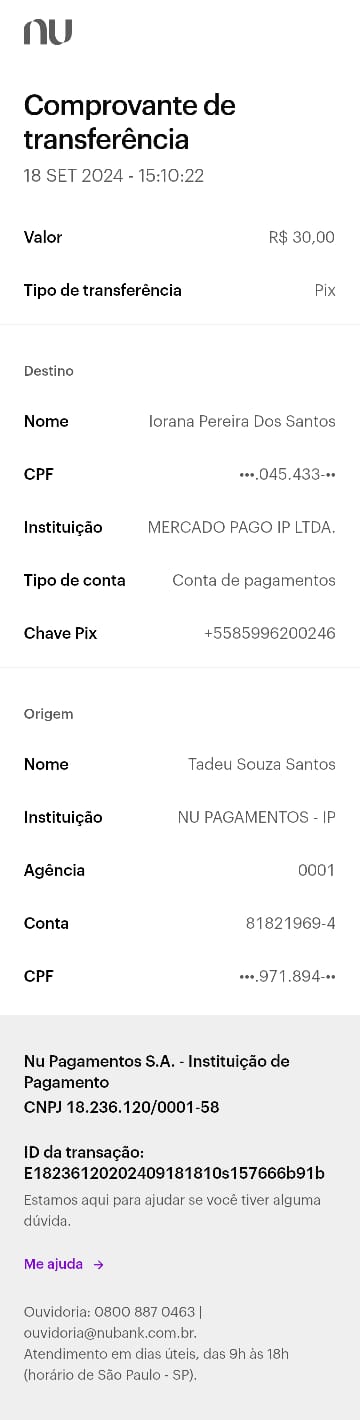 nu
Comprovante de
transferência
18 SET 2024 - 15:10:22
Valor R$ 30,00
Tipo de transferência Pix
Destino
Nome Iorana Pereira Dos Santos
CPF •••.045.433-••
Instituição MERCADO PAGO IP LTDA.
Tipo de conta Conta de pagamentos
Chave Pix +5585996200246
Origem
Nome Tadeu Souza Santos
Instituição NU PAGAMENTOS - IP
Agência 0001
Conta 81821969-4
CPF •••.971.894-••
Nu Pagamentos S.A. - Instituição de
Pagamento
CNPJ 18.236.120/0001-58
ID da transação:
E18236120202409181810s157666b91b
Estamos aqui para ajudar se você tiver alguma
dúvida.
Me ajuda →
Ouvidoria: 0800 887 0463 |
ouvidoria@nubank.com.br.
Atendimento em dias úteis, das 9h às 18h
(horário de São Paulo - SP).